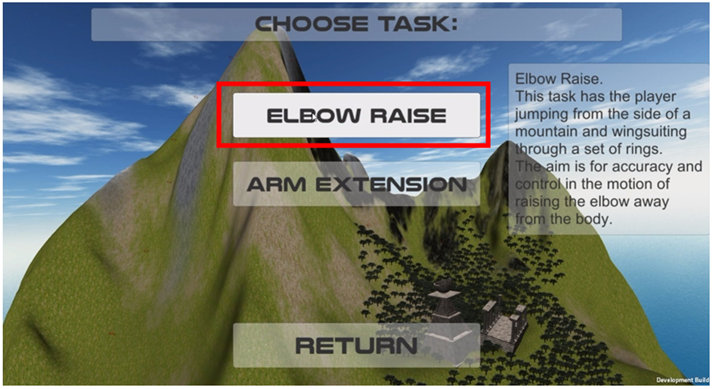 CHOOSE TASK:
ELBOW RAISE
ARM EXTENSION
RETURN
Elbow Raise.
This task has the player
jumping from the side of a
mountain and wingsuiting
through a set of rings.
The aim is for accuracy and
control in the motion of
raising the elbow away
from the body.
Development Build